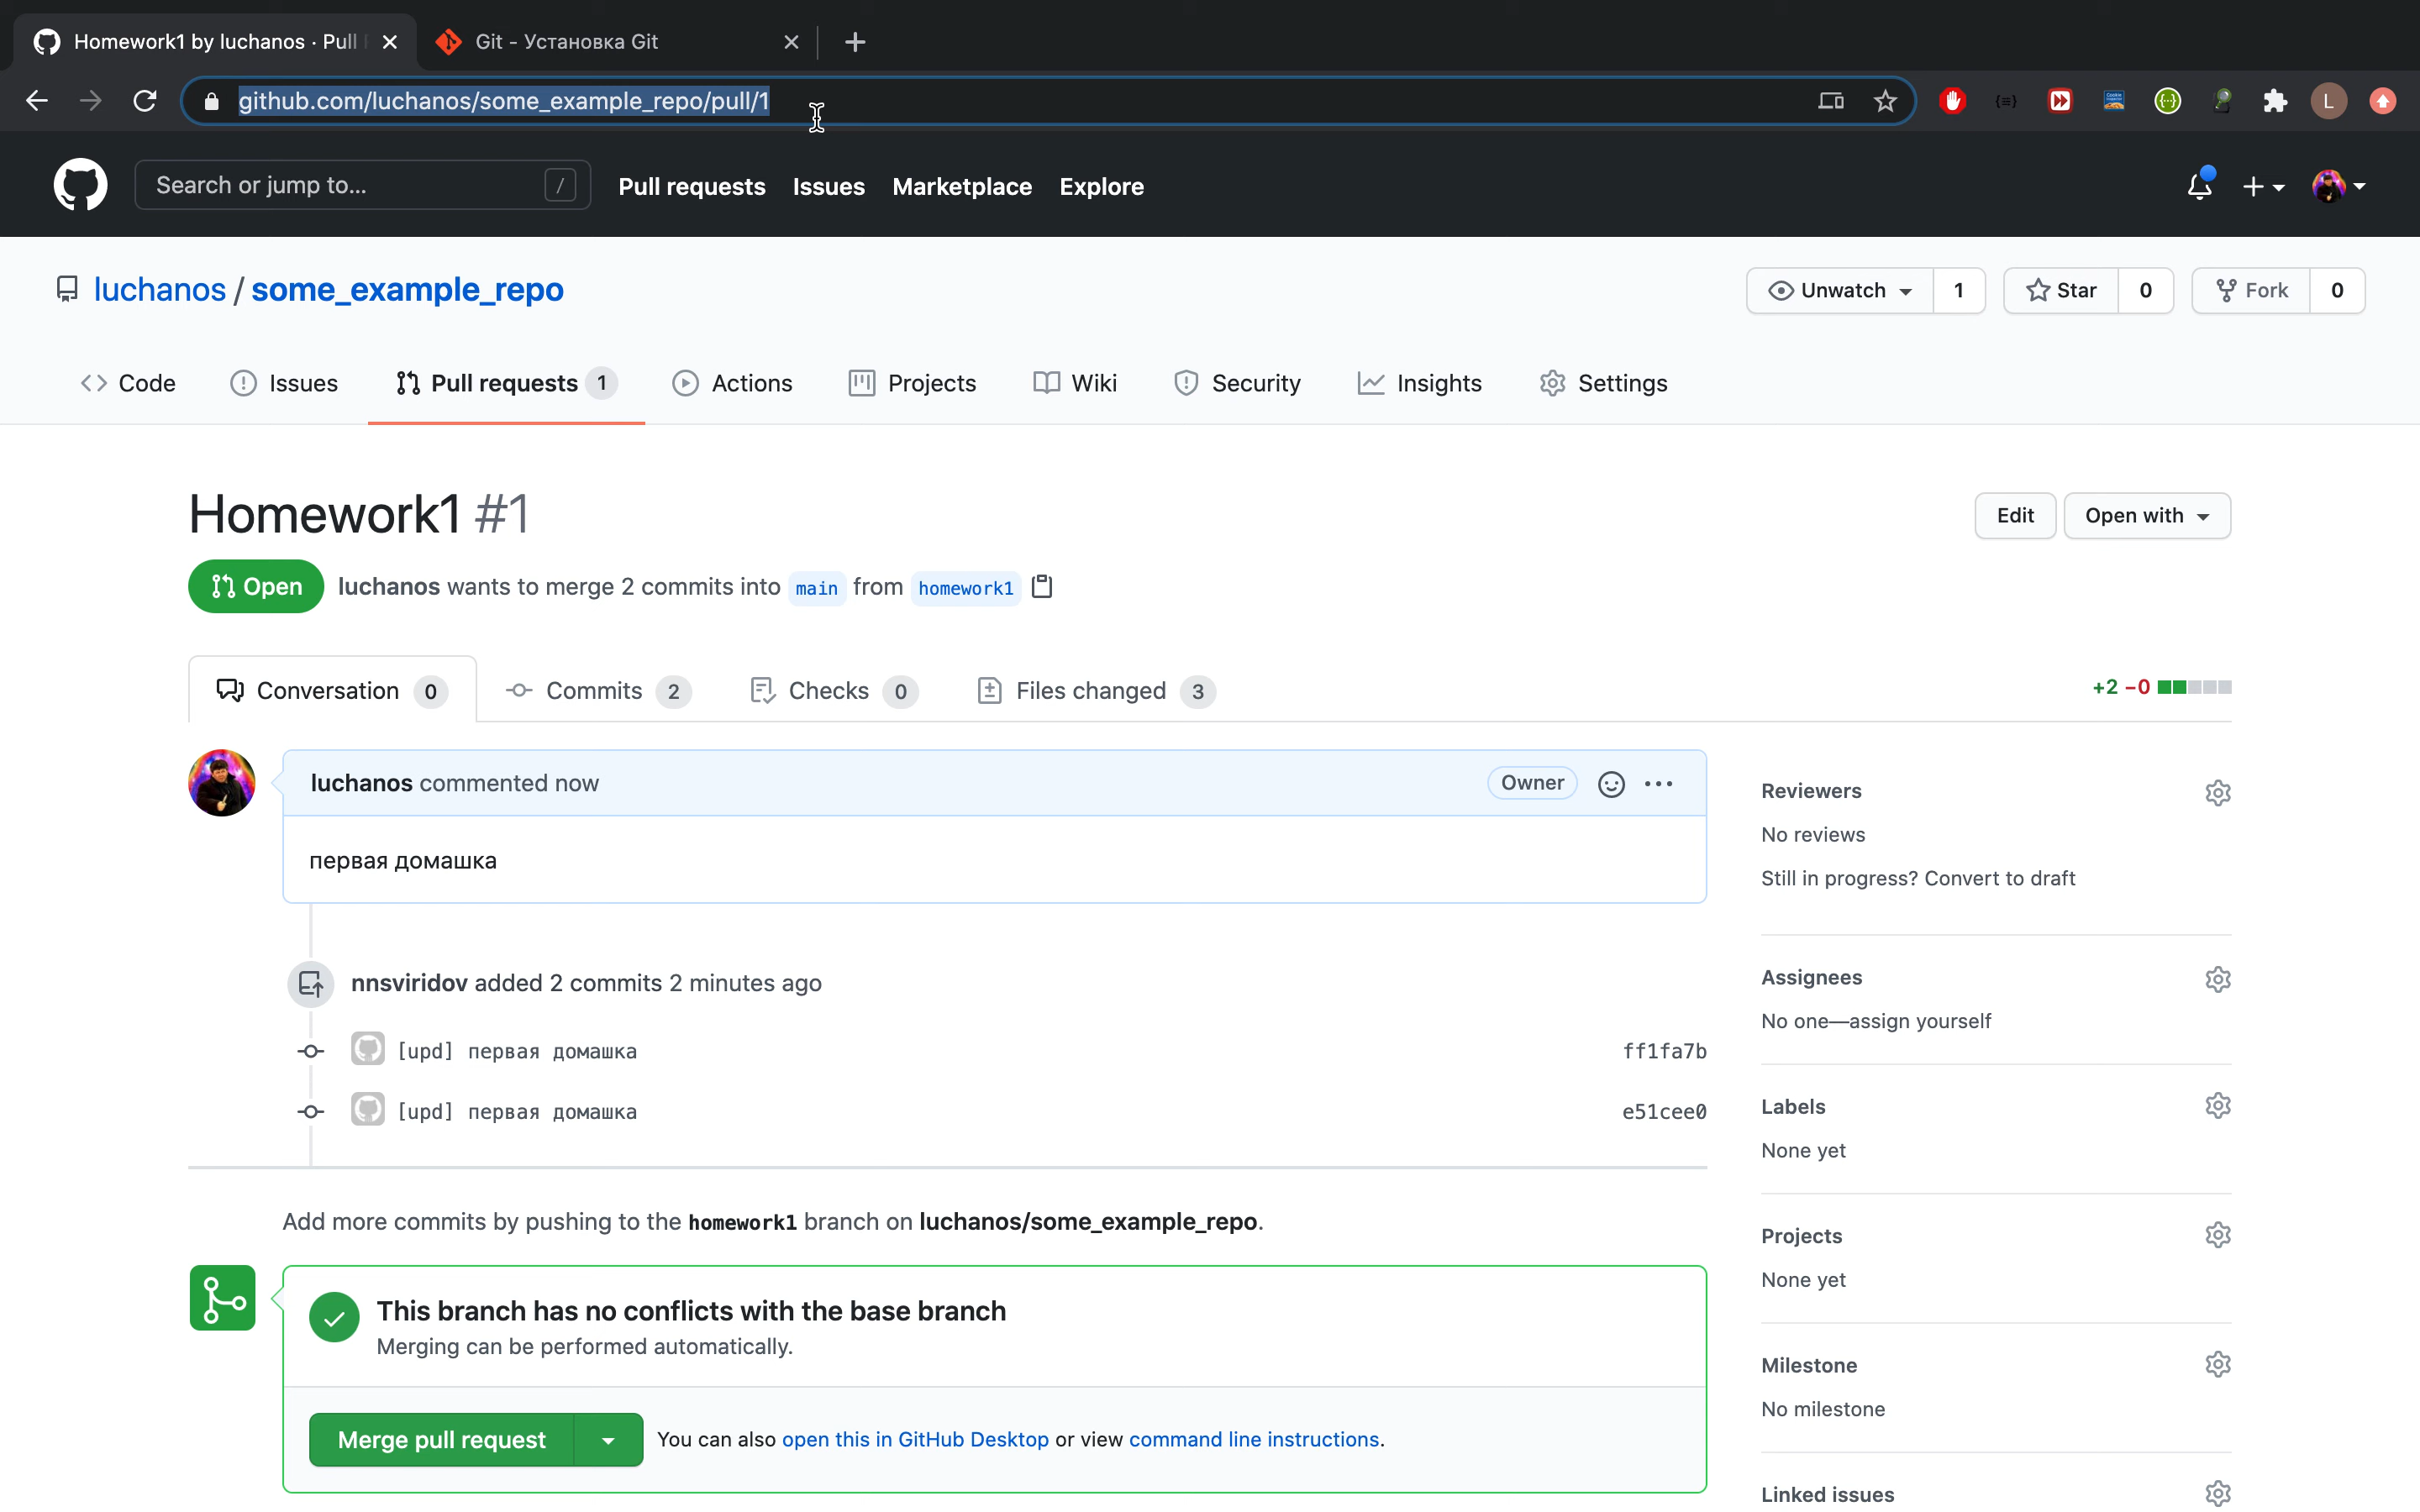 Homework1 by luchanos · Pull
Git - Установка Git
github.com/luchanos/some_example_repo/pull/1
L
Search or jump to... /
Pull requests Issues Marketplace Explore
luchanos / some_example_repo
Unwatch 1 Star 0 Fork 0
Code Issues Pull requests 1 Actions Projects Wiki Security Insights Settings
Homework1 #1
Edit Open with
Open luchanos wants to merge 2 commits into main from homework1
Conversation 0 Commits 2 Checks 0 Files changed 3
+2 −0
luchanos commented now
Owner
первая домашка
nnsviridov added 2 commits 2 minutes ago
[upd] первая домашка ff1fa7b
[upd] первая домашка e51cee0
Add more commits by pushing to the homework1 branch on luchanos/some_example_repo.
This branch has no conflicts with the base branch
Merging can be performed automatically.
Merge pull request
You can also open this in GitHub Desktop or view command line instructions.
Reviewers
No reviews
Still in progress? Convert to draft
Assignees
No one—assign yourself
Labels
None yet
Projects
None yet
Milestone
No milestone
Linked issues